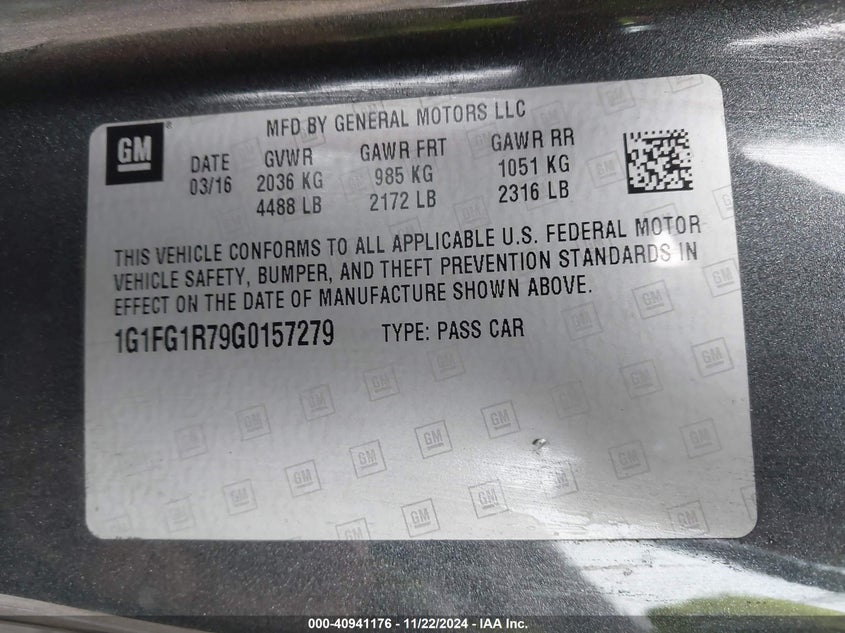 GM
MFD BY GENERAL MOTORS LLC
DATE GVWR GAWR FRT GAWR RR
03/16 2036 KG 985 KG 1051 KG
4488 LB 2172 LB 2316 LB
THIS VEHICLE CONFORMS TO ALL APPLICABLE U.S. FEDERAL MOTOR
VEHICLE SAFETY, BUMPER, AND THEFT PREVENTION STANDARDS IN
EFFECT ON THE DATE OF MANUFACTURE SHOWN ABOVE.
1G1FG1R79G0157279 TYPE: PASS CAR
000-40941176 - 11/22/2024 - IAA Inc.